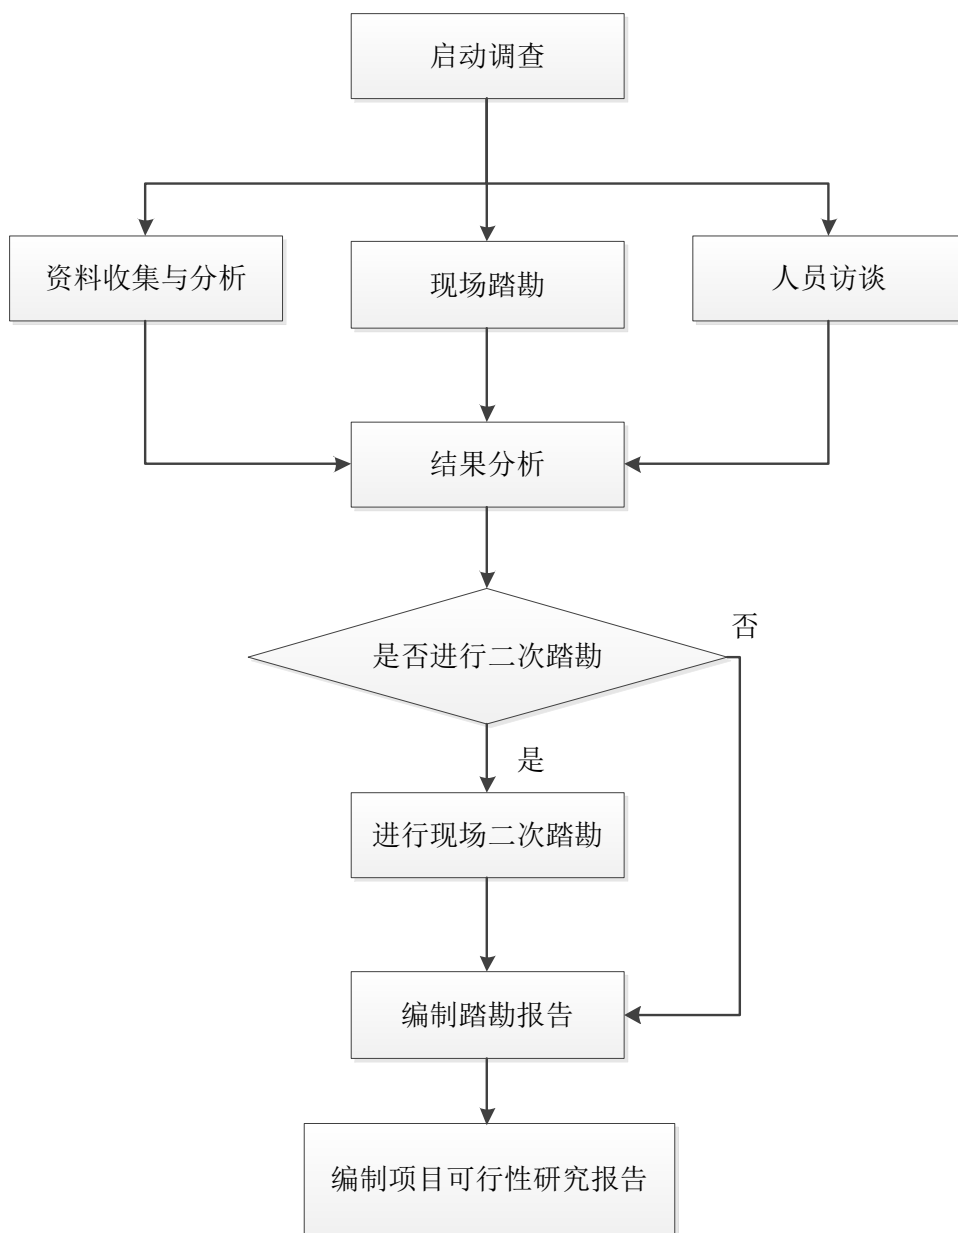 启动调查
资料收集与分析
现场踏勘
人员访谈
结果分析
是否进行二次踏勘
否
是
进行现场二次踏勘
编制踏勘报告
编制项目可行性研究报告